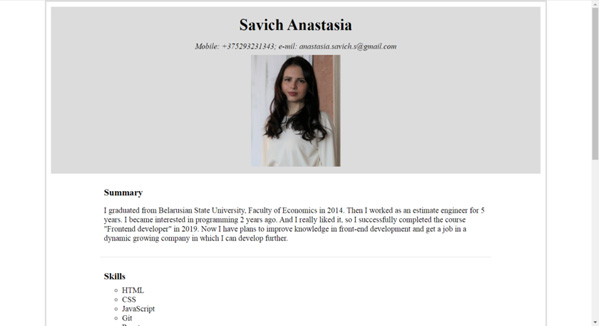 Savich Anastasia
Mobile: +375293231343; e-mil: anastasia.savich.s@gmail.com
Summary
I graduated from Belarusian State University, Faculty of Economics in 2014. Then I worked as an estimate engineer for 5
years. I became interested in programming 2 years ago. And I really liked it, so I successfully completed the course
"Frontend developer" in 2019. Now I have plans to improve knowledge in front-end development and get a job in a
dynamic growing company in which I can develop further.
Skills
HTML
CSS
JavaScript
Git